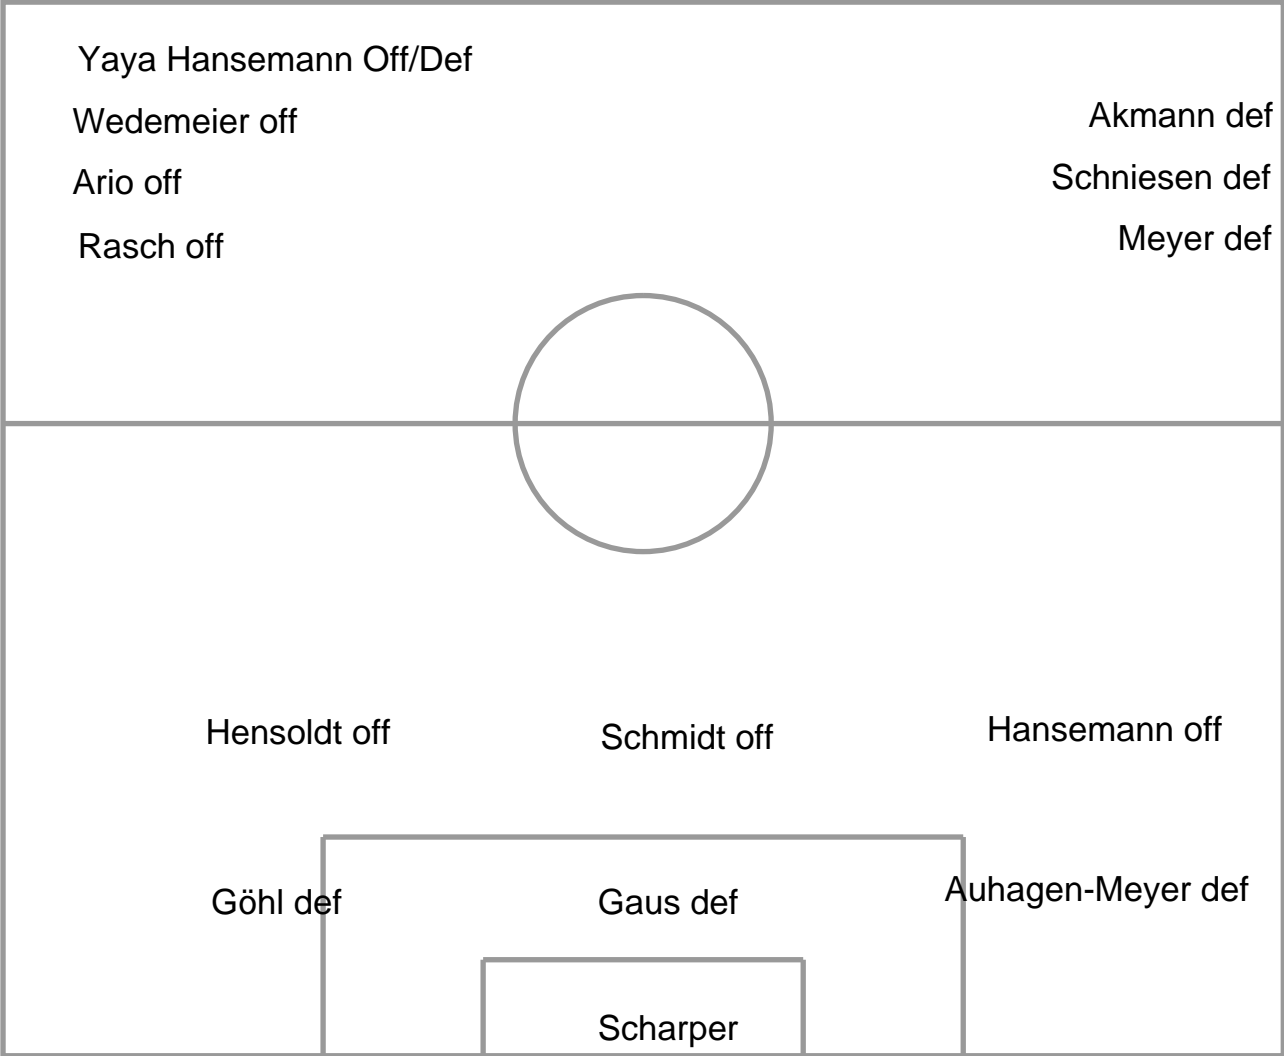 Yaya Hansemann Off/Def
Wedemeier off
Akmann def
Ario off
Schniesen def
Rasch off
Meyer def
Hensoldt off
Schmidt off
Hansemann off
Göhl def
Gaus def
Auhagen-Meyer def
Scharper